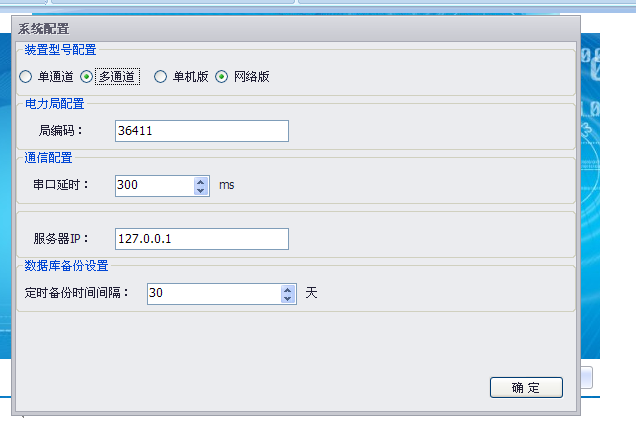 系统配置
装置型号配置
单通道 多通道 单机版 网络版
电力局配置
局编码： 36411
通信配置
串口延时： 300 ms
服务器IP： 127.0.0.1
数据库备份设置
定时备份时间间隔： 30 天
确 定